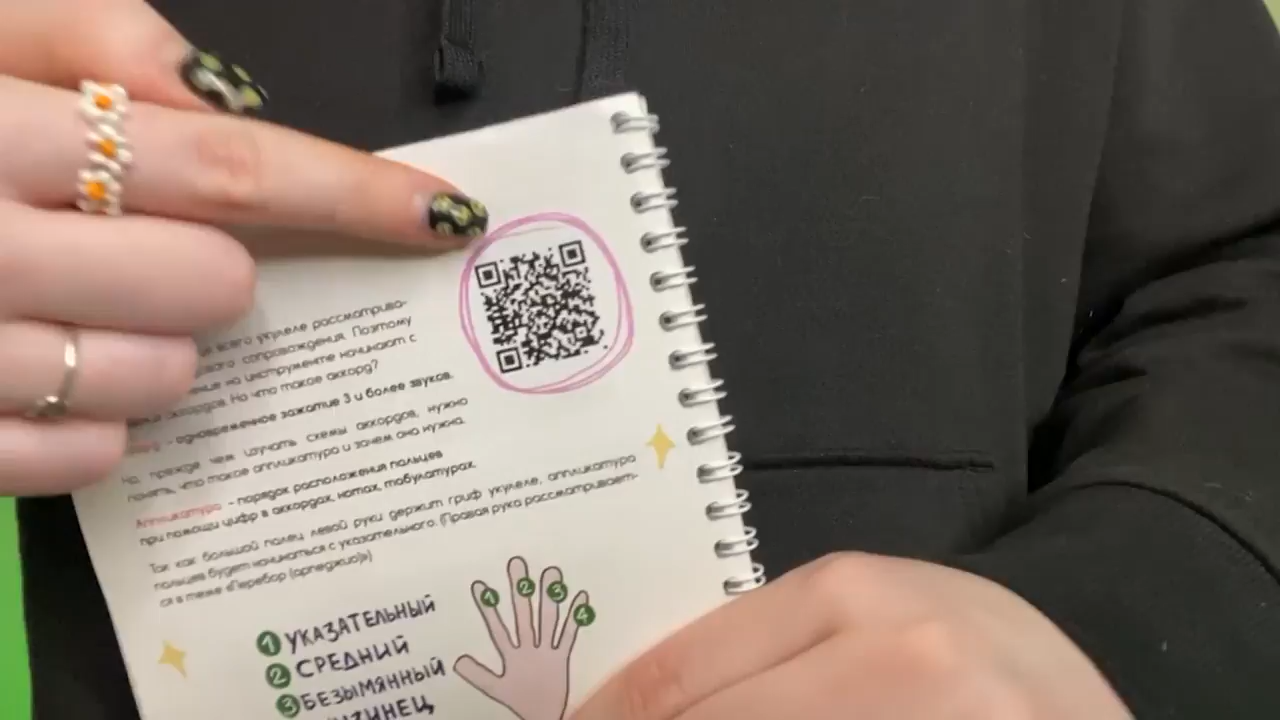 всего укулеле рассматрива-
сопровождения. Поэтому
на инструменте начинают с
аккордов. Но что такое аккорд?
- одновременное зажатие 3 и более звуков.
Но, прежде чем изучать схемы аккордов, нужно
понять, что такое аппликатура и зачем она нужна.
Аппликатура - порядок расположения пальцев
при помощи цифр в аккордах, нотах, табулатурах.
Так как большой палец левой руки держит гриф укулеле, аппликатура
пальцев будет начинаться с указательного. (Правая рука рассматривает-
ся в теме «Перебор (арпеджио)»)
1 УКАЗАТЕЛЬНЫЙ
2 СРЕДНИЙ
3 БЕЗЫМЯННЫЙ
1 2 3 4